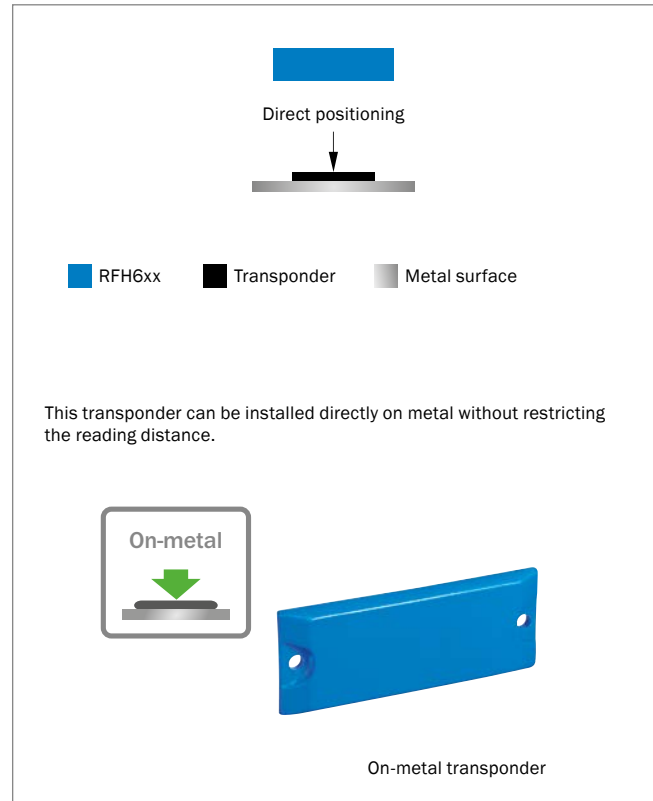 Direct positioning
RFH6xx Transponder Metal surface
This transponder can be installed directly on metal without restricting
the reading distance.
On-metal
On-metal transponder